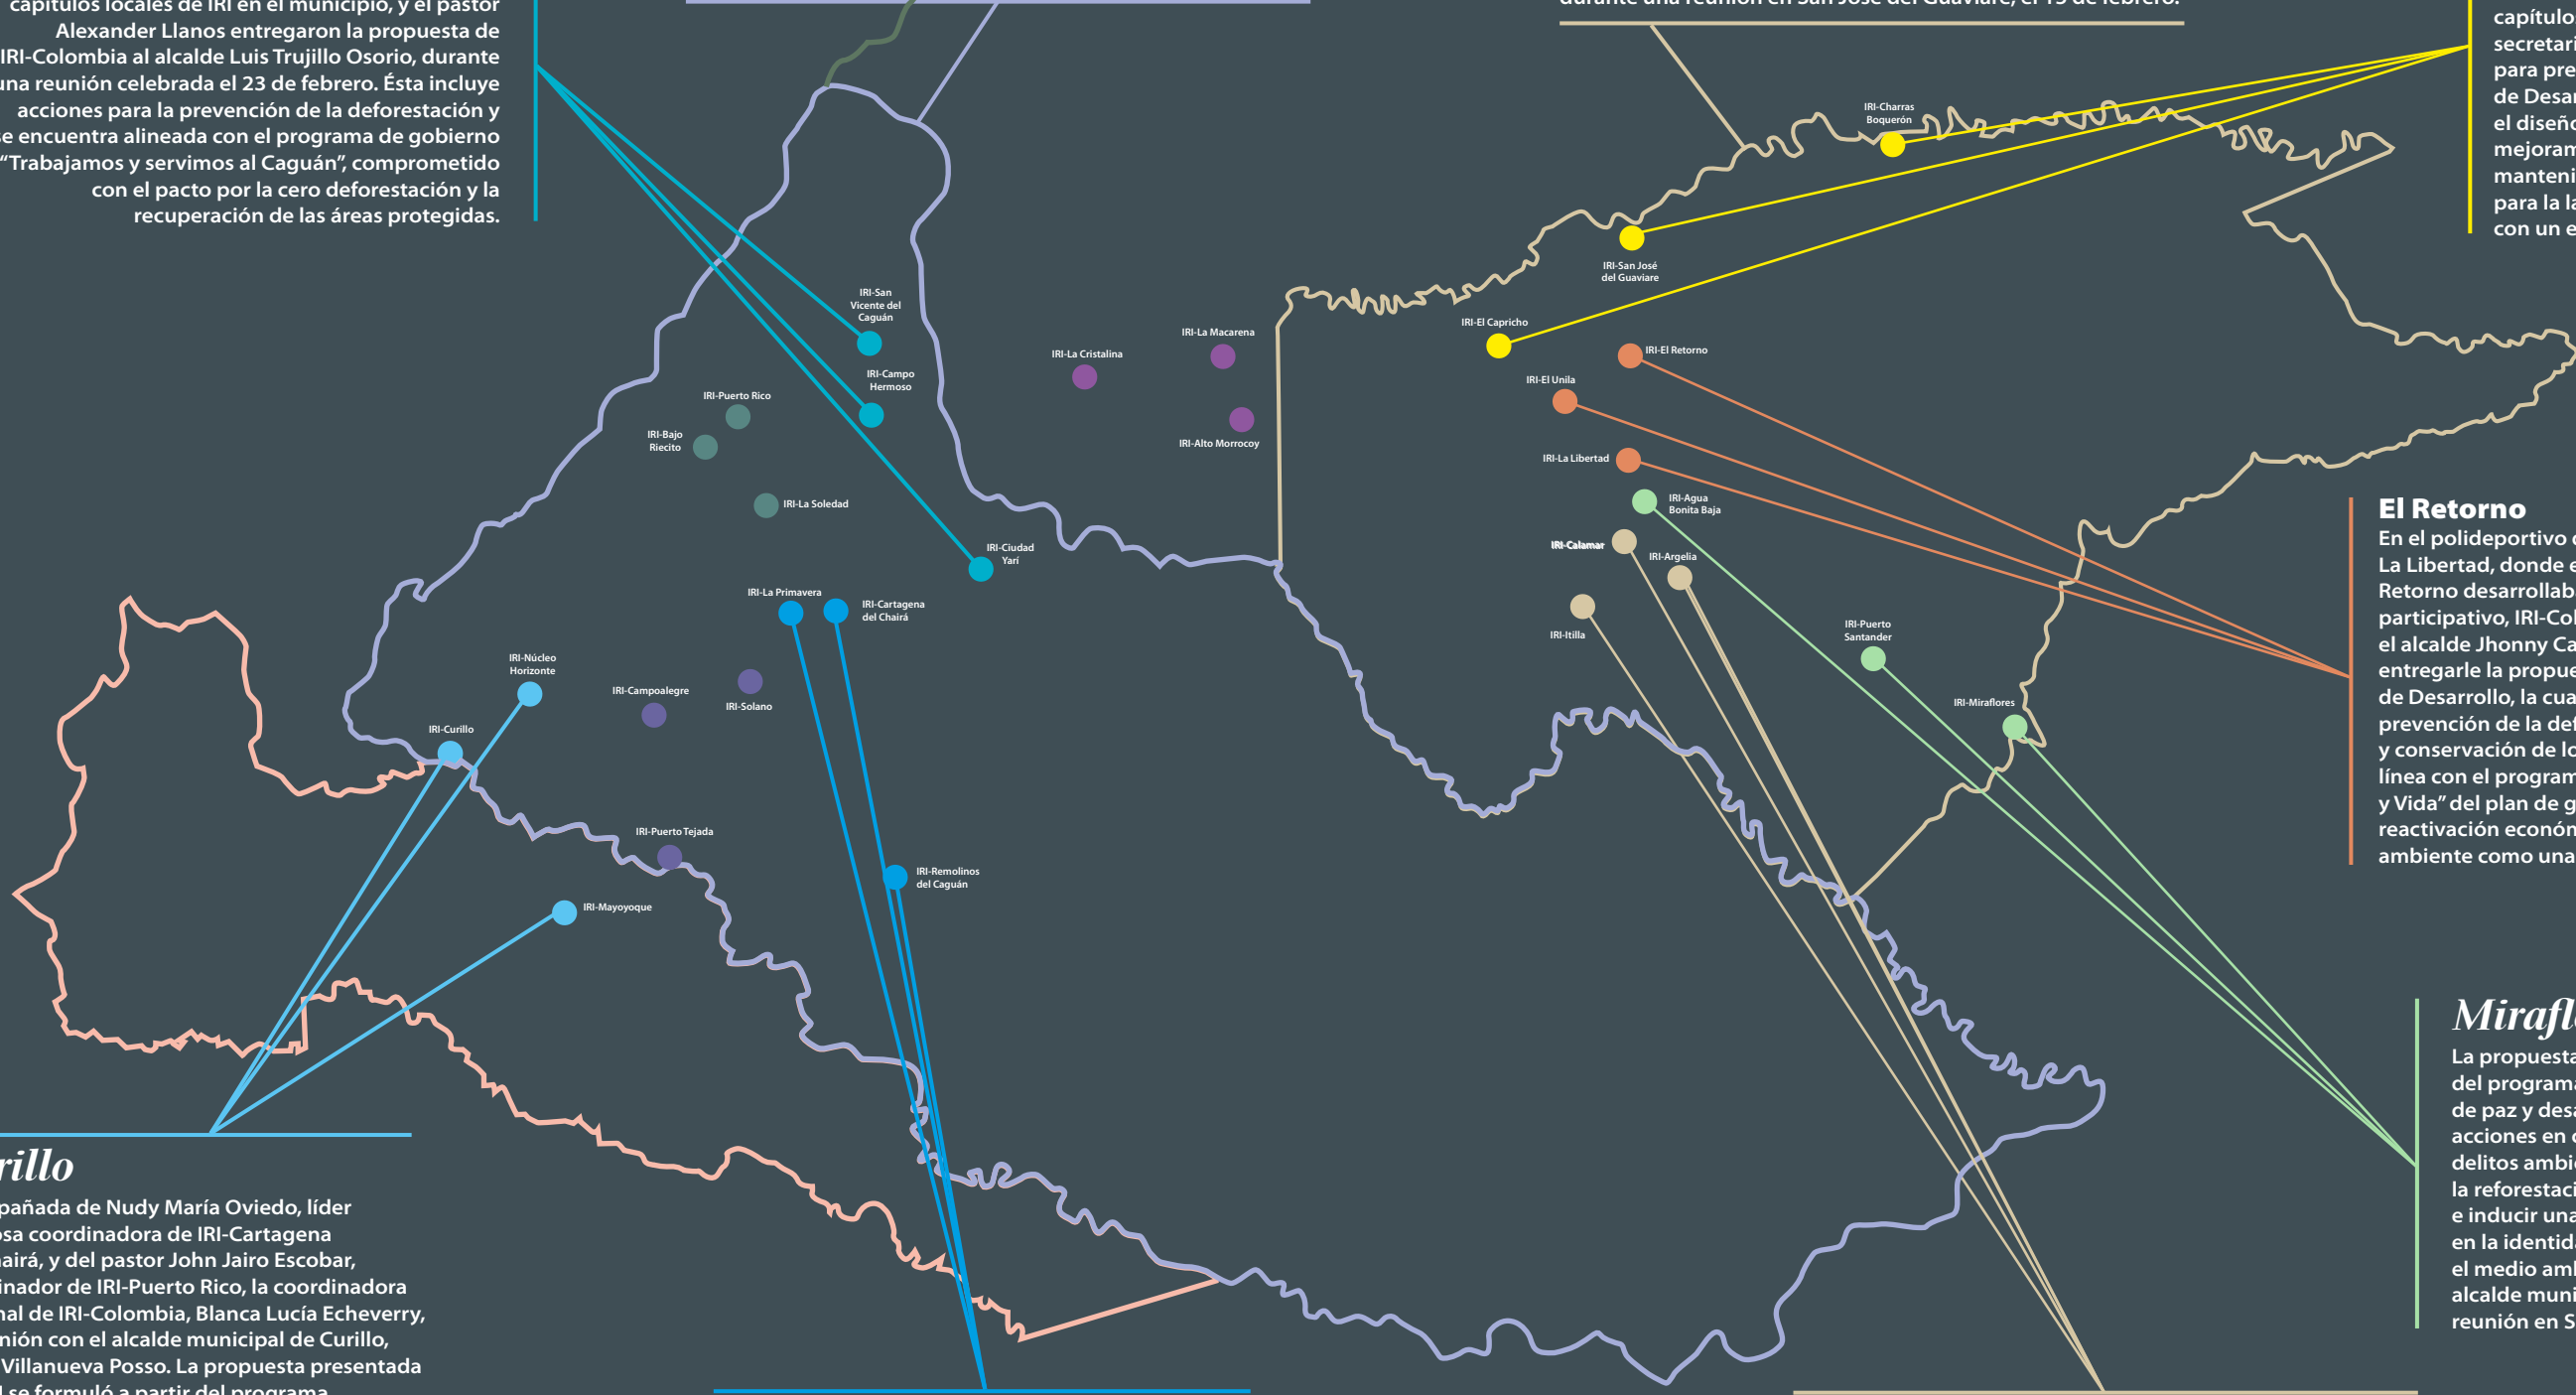 capítulos locales de IRI en el municipio, y el pastor
Alexander Llanos entregaron la propuesta de
IRI-Colombia al alcalde Luis Trujillo Osorio, durante
una reunión celebrada el 23 de febrero. Ésta incluye
acciones para la prevención de la deforestación y
se encuentra alineada con el programa de gobierno
“Trabajamos y servimos al Caguán”, comprometido
con el pacto por la cero deforestación y la
recuperación de las áreas protegidas.
durante una reunión en San José del Guaviare, el 15 de febrero.
capítulo
secretari
para pre
de Desar
el diseño
mejoram
manteni
para la la
con un e
IRI-Charras
Boquerón
IRI-San José
del Guaviare
IRI-El Capricho
IRI-San
Vicente del
Caguán
IRI-Campo
Hermoso
IRI-La Macarena
IRI-La Cristalina
IRI-Alto Morrocoy
IRI-El Retorno
IRI-El Unila
IRI-La Libertad
IRI-Puerto Rico
IRI-Bajo
Riecito
IRI-La Soledad
IRI-Ciudad
Yarí
IRI-Agua
Bonita Baja
IRI-Calamar
IRI-Argelia
IRI-Itilla
IRI-La Primavera
IRI-Cartagena
del Chairá
IRI-Puerto
Santander
IRI-Miraflores
IRI-Núcleo
Horizonte
IRI-Campoalegre
IRI-Solano
IRI-Curillo
IRI-Puerto Tejada
IRI-Remolinos
del Caguán
IRI-Mayoyoque
El Retorno
En el polideportivo d
La Libertad, donde e
Retorno desarrollab
participativo, IRI-Col
el alcalde Jhonny Ca
entregarle la propue
de Desarrollo, la cua
prevención de la def
y conservación de lo
línea con el program
y Vida” del plan de g
reactivación económ
ambiente como una
Miraflo
La propuesta
del programa
de paz y desa
acciones en c
delitos ambie
la reforestaci
e inducir una
en la identida
el medio amb
alcalde muni
reunión en S
rillo
pañada de Nudy María Oviedo, líder
osa coordinadora de IRI-Cartagena
hairá, y del pastor John Jairo Escobar,
inador de IRI-Puerto Rico, la coordinadora
nal de IRI-Colombia, Blanca Lucía Echeverry,
nión con el alcalde municipal de Curillo,
Villanueva Posso. La propuesta presentada
l se formuló a partir del programa